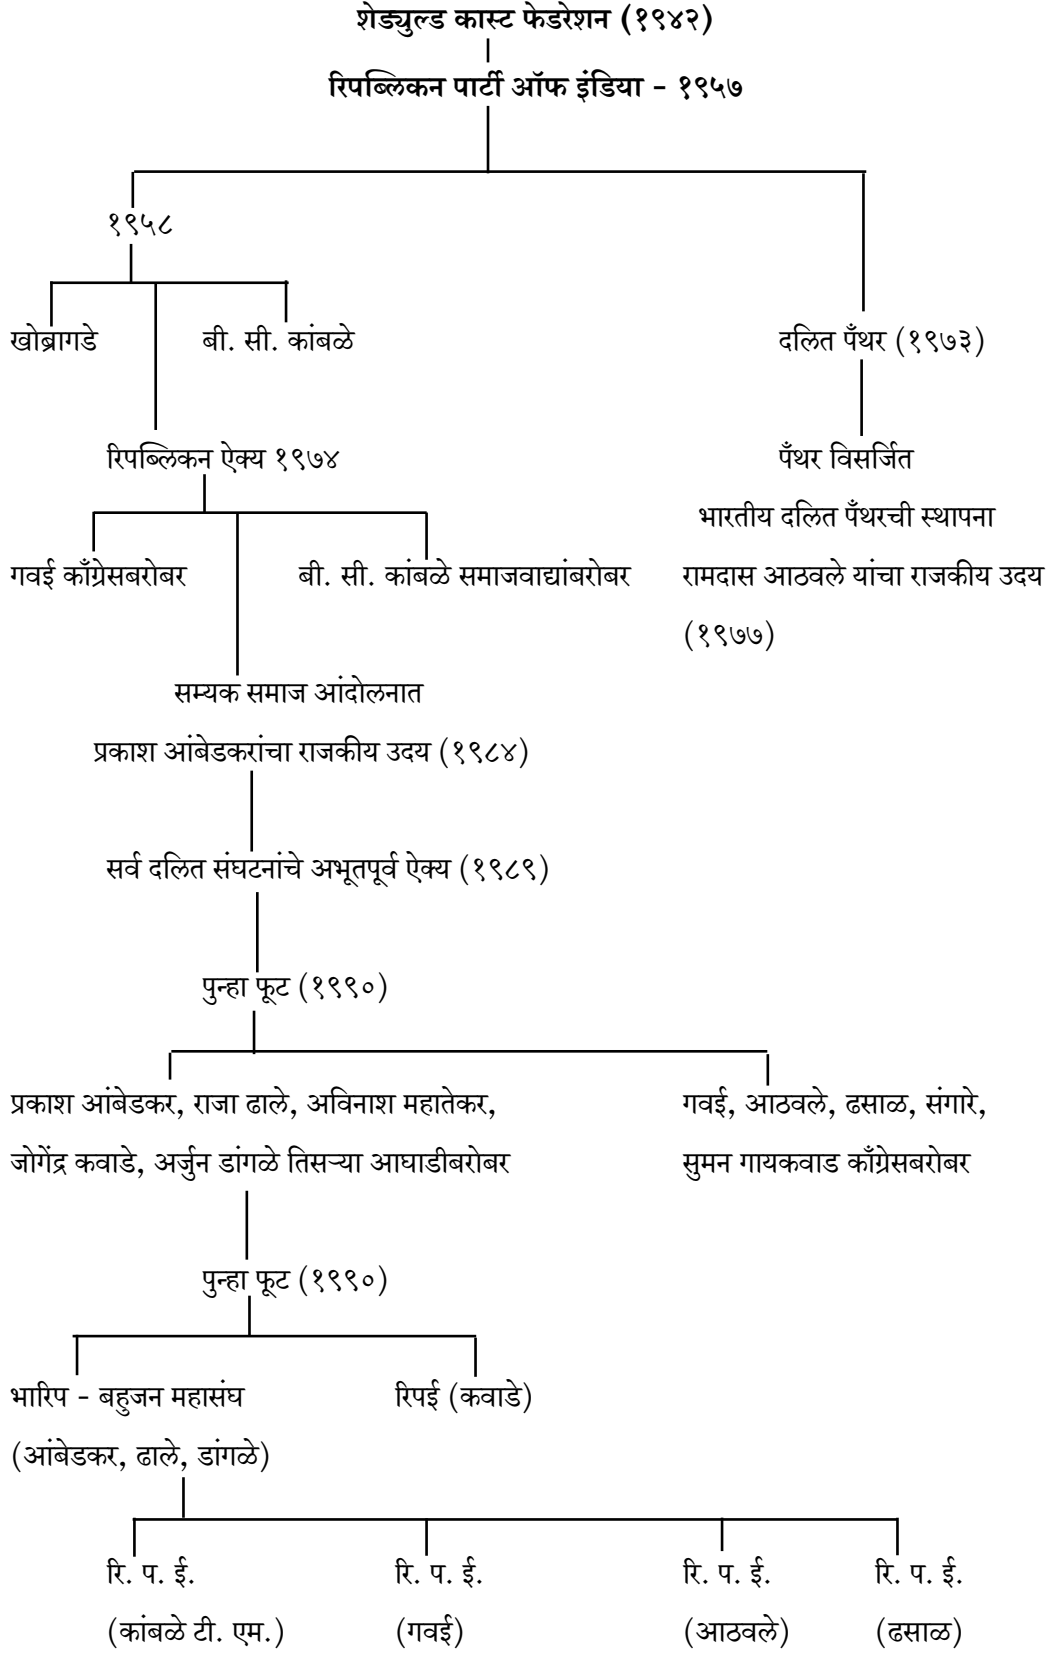 शेड्युल्ड कास्ट फेडरेशन (१९४२)
रिपब्लिकन पार्टी ऑफ इंडिया - १९५७
१९५८
खोब्रागडे
बी. सी. कांबळे
दलित पँथर (१९७३)
रिपब्लिकन ऐक्य १९७४
पँथर विसर्जित
भारतीय दलित पँथरची स्थापना
गवई काँग्रेसबरोबर
बी. सी. कांबळे समाजवाद्यांबरोबर
रामदास आठवले यांचा राजकीय उदय
(१९७७)
सम्यक समाज आंदोलनात
प्रकाश आंबेडकरांचा राजकीय उदय (१९८४)
सर्व दलित संघटनांचे अभूतपूर्व ऐक्य (१९८९)
पुन्हा फूट (१९९०)
प्रकाश आंबेडकर, राजा ढाले, अविनाश महातेकर,
जोगेंद्र कवाडे, अर्जुन डांगळे तिसऱ्या आघाडीबरोबर
गवई, आठवले, ढसाळ, संगारे,
सुमन गायकवाड काँग्रेसबरोबर
पुन्हा फूट (१९९०)
भारिप - बहुजन महासंघ
(आंबेडकर, ढाले, डांगळे)
रिपई (कवाडे)
रि. प. ई.
(कांबळे टी. एम.)
रि. प. ई.
(गवई)
रि. प. ई.
(आठवले)
रि. प. ई.
(ढसाळ)